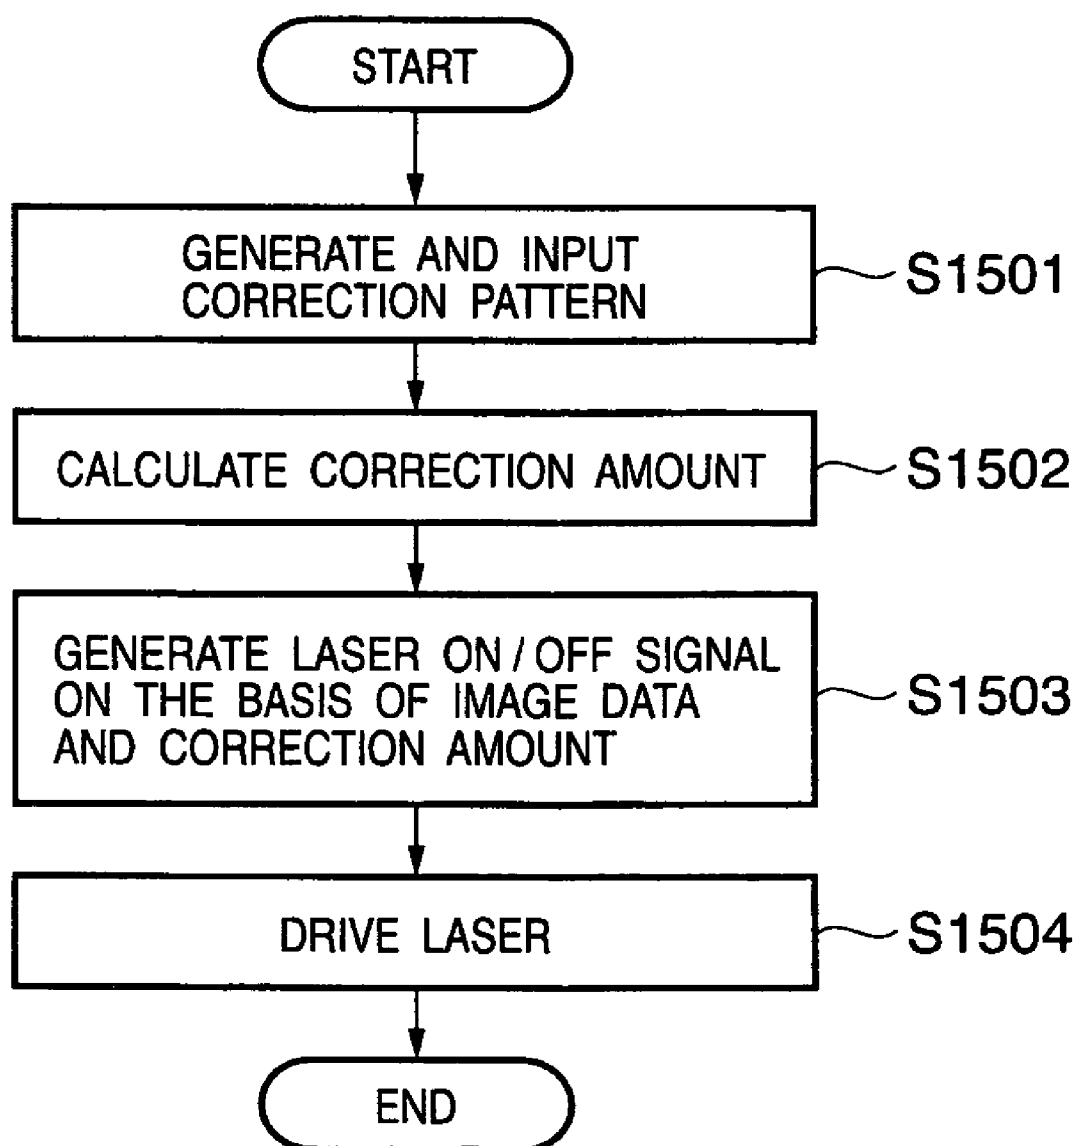 START
GENERATE AND INPUT
CORRECTION PATTERN
S1501
CALCULATE CORRECTION AMOUNT
S1502
GENERATE LASER ON/OFF SIGNAL
ON THE BASIS OF IMAGE DATA
AND CORRECTION AMOUNT
S1503
DRIVE LASER
S1504
END